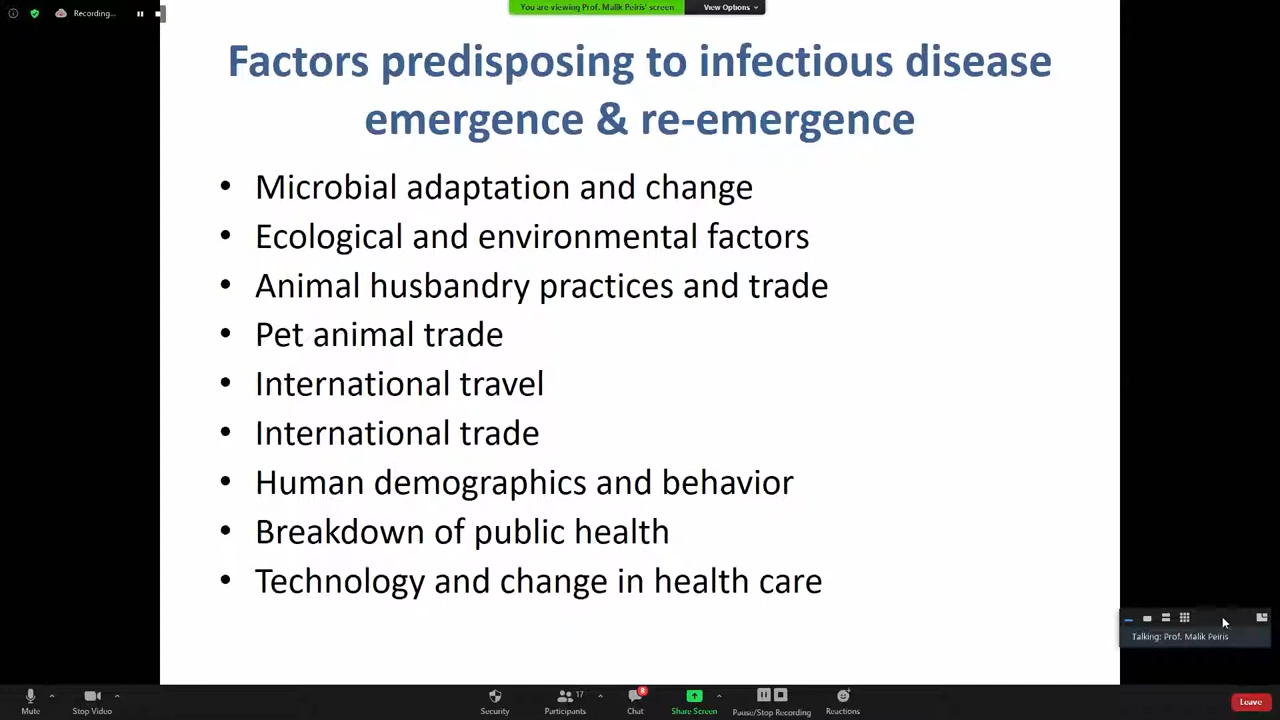 Recording...
You are viewing Prof. Malik Peiris' screen
View Options
Factors predisposing to infectious disease
emergence & re-emergence
• Microbial adaptation and change
• Ecological and environmental factors
• Animal husbandry practices and trade
• Pet animal trade
• International travel
• International trade
• Human demographics and behavior
• Breakdown of public health
• Technology and change in health care
Talking: Prof. Malik Peiris
17
8
Mute
Stop Video
Security
Participants
Chat
Share Screen
Pause/Stop Recording
Reactions
Leave